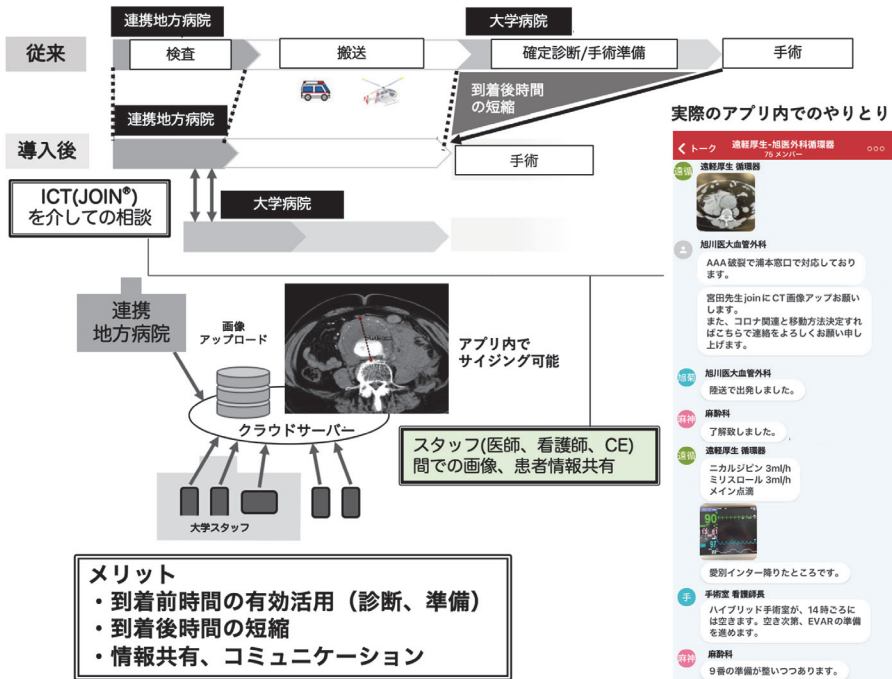 連携地方病院
大学病院
従来
検査
搬送
確定診断/手術準備
手術
到着後時間
の短縮
連携地方病院
導入後
手術
ICT(JOIN®)
を介しての相談
大学病院
連携
地方病院
画像
アップロード
アプリ内で
サイジング可能
クラウドサーバー
スタッフ(医師、看護師、CE)
間での画像、患者情報共有
大学スタッフ
メリット
・到着前時間の有効活用（診断、準備）
・到着後時間の短縮
・情報共有、コミュニケーション
実際のアプリ内でのやりとり
トーク
遠軽厚生-旭医外科循環器
75 メンバー
遠循
遠軽厚生 循環器
旭川医大血管外科
AAA 破裂で浦本窓口で対応しており
ます。
宮田先生joinにCT画像アップお願い
します。
また、コロナ関連と移動方法決定すれ
ばこちらで連絡をよろしくお願い申し
上げます。
旭菊
旭川医大血管外科
陸送で出発しました。
麻神
麻酔科
了解致しました。
遠循
遠軽厚生 循環器
ニカルジピン 3ml/h
ミリスロール 3ml/h
メイン点滴
90
97
愛別インター降りたところです。
手
手術室 看護師長
ハイブリッド手術室が、14時ごろに
は空きます。空き次第、EVARの準備
を進めます。
麻神
麻酔科
9番の準備が整いつつあります。